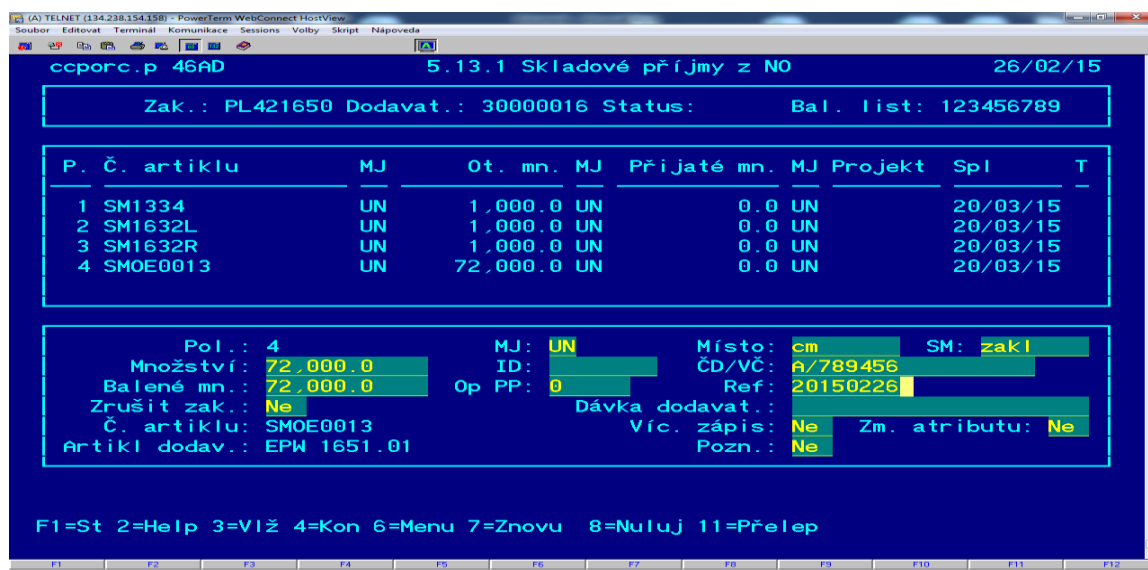 (A) TELNET (134.238.154.158) - PowerTerm WebConnect HostView
Soubor Editovat Terminál Komunikace Sessions Volby Skript Nápoveda
ccporc.p 46AD 5.13.1 Skladové příjmy z NO 26/02/15
Zak.: PL421650 Dodavat.: 30000016 Status: Bal. list: 123456789
P. Č. artiklu MJ Ot. mn. MJ Přijaté mn. MJ Projekt Spl T
1 SM1334 UN 1,000.0 UN 0.0 UN 20/03/15
2 SM1632L UN 1,000.0 UN 0.0 UN 20/03/15
3 SM1632R UN 1,000.0 UN 0.0 UN 20/03/15
4 SMOE0013 UN 72,000.0 UN 0.0 UN 20/03/15
Pol.: 4 MJ: UN Místo: cm SM: zakl
Množství: 72,000.0 ID: ČD/VČ: A/789456
Balené mn.: 72,000.0 Op PP: 0 Ref: 20150226
Zrušit zak.: Ne Dávka dodavat.:
Č. artiklu: SMOE0013 Víc. zápis: Ne Zm. atributu: Ne
Artikl dodav.: EPW 1651.01 Pozn.: Ne
F1=St 2=Help 3=Vlž 4=Kon 6=Menu 7=Znovu 8=Nuluj 11=Přelep
F1 F2 F3 F4 F5 F6 F7 F8 F9 F10 F11 F12